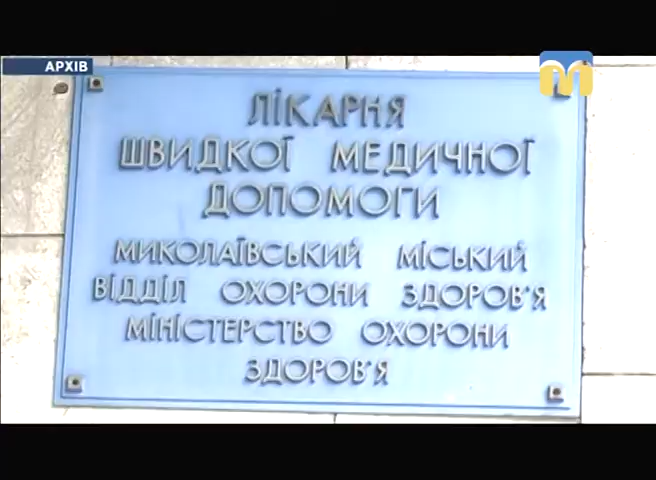 АРХІВ
ЛІКАРНЯ
ШВИДКОЇ МЕДИЧНОЇ
ДОПОМОГИ
МИКОЛАЇВСЬКИЙ МІСЬКИЙ
ВІДДІЛ ОХОРОНИ ЗДОРОВ'Я
МІНІСТЕРСТВО ОХОРОНИ
ЗДОРОВ'Я